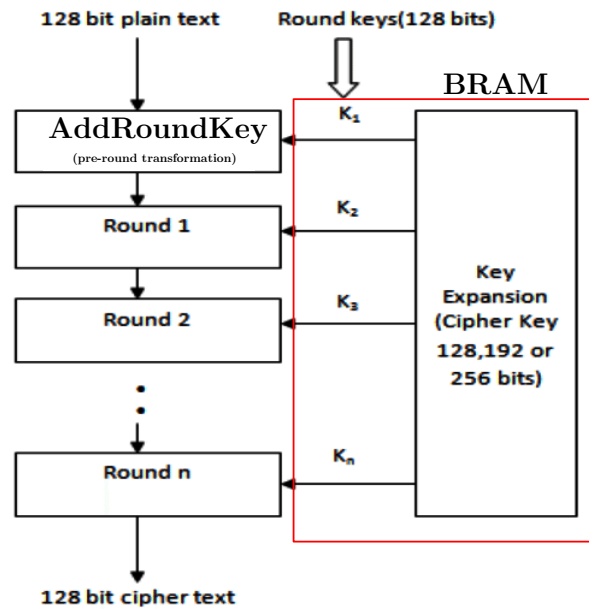 128 bit plain text
Round keys(128 bits)
BRAM
AddRoundKey
(pre-round transformation)
K₁
Round 1
K₂
Round 2
K₃
Key
Expansion
(Cipher Key
128,192 or
256 bits)
Round n
Kₙ
128 bit cipher text